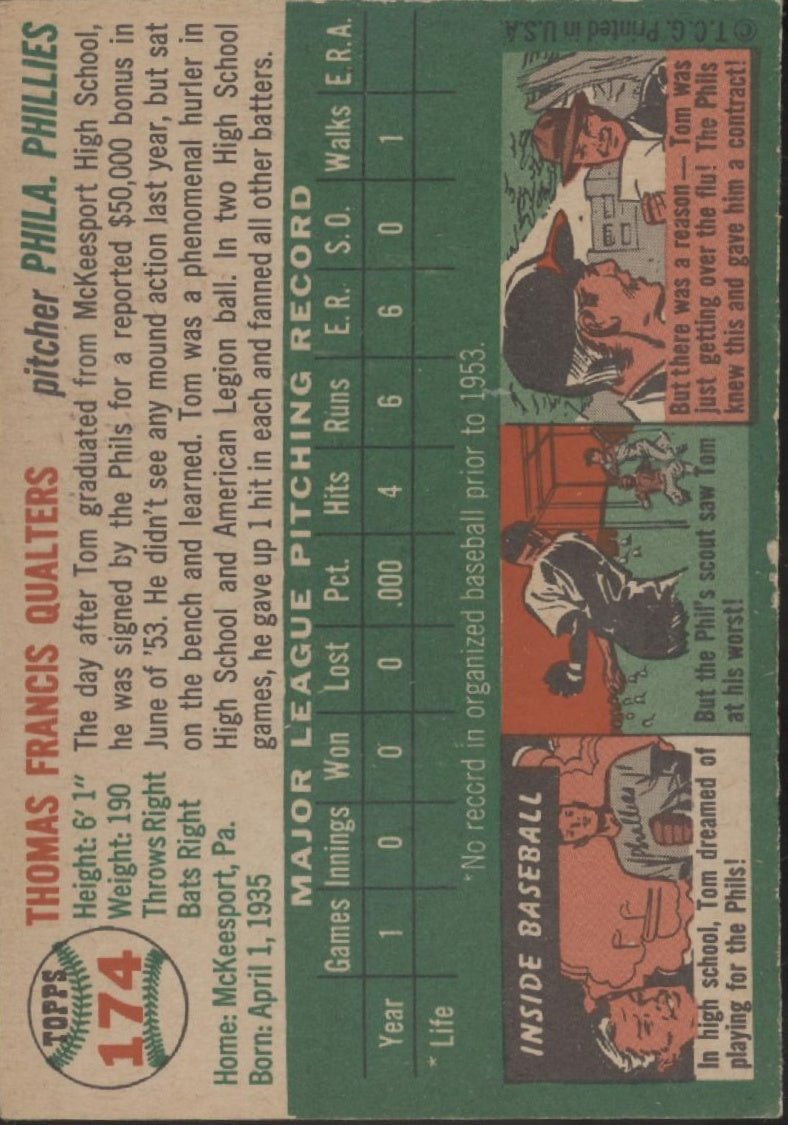 TOPPS
174
THOMAS FRANCIS QUALTERS pitcher PHILA. PHILLIES
Height: 6' 1"
Weight: 190
Throws Right
Bats Right
Home: McKeesport, Pa.
Born: April 1, 1935
The day after Tom graduated from McKeesport High School,
he was signed by the Phils for a reported $50,000 bonus in
June of '53. He didn't see any mound action last year, but sat
on the bench and learned. Tom was a phenomenal hurler in
High School and American Legion ball. In two High School
games, he gave up 1 hit in each and fanned all other batters.
MAJOR LEAGUE PITCHING RECORD
Games Innings Won Lost Pct. Hits Runs E. R. S. O. Walks E. R. A.
Year 1 0 0 0 .000 4 6 6 0 1
* Life
*No record in organized baseball prior to 1953.
INSIDE BASEBALL
Phillies
In high school, Tom dreamed of
playing for the Phils!
But the Phil's scout saw Tom
at his worst!
But there was a reason — Tom was
just getting over the flu! The Phils
knew this and gave him a contract!
© T. C. G. Printed in U.S.A